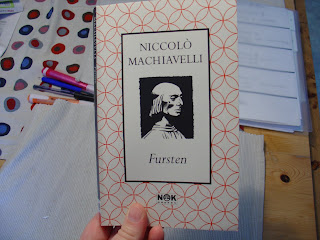 NICCOLÒ
MACHIAVELLI
Fursten
NOK